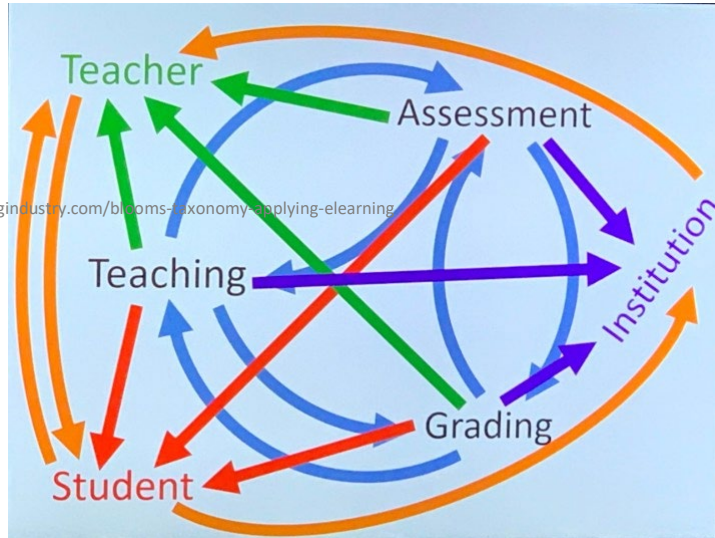 Teacher
Assessment
gindustry.com/blooms-taxonomy-applying-elearning
Teaching
Institution
Grading
Student